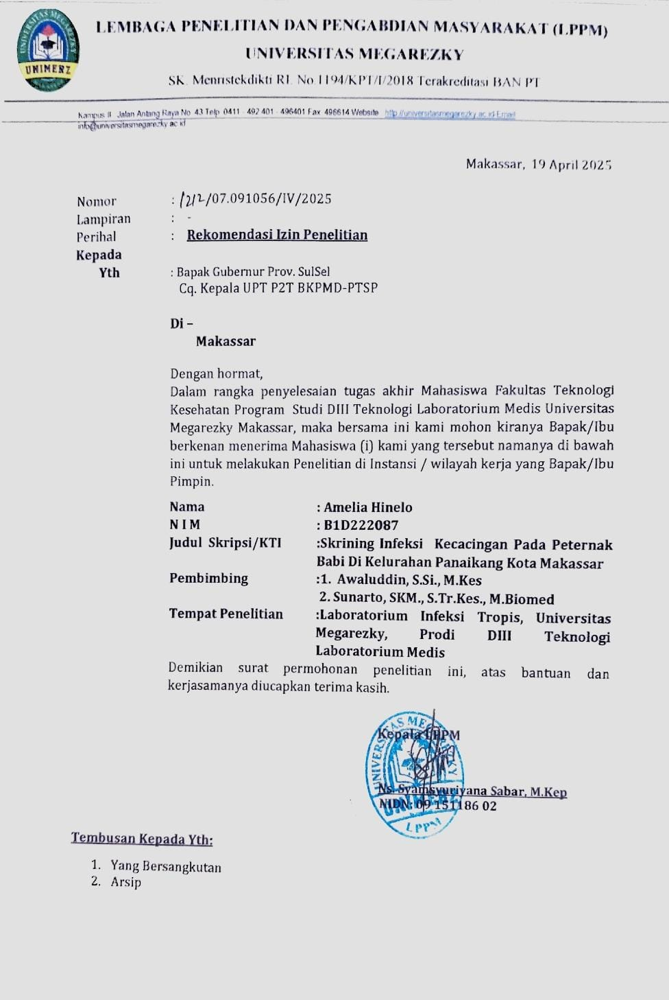 UNIVERSITAS MEGAREZKY
UNIMERZ
LEMBAGA PENELITIAN DAN PENGABDIAN MASYARAKAT (LPPM)
UNIVERSITAS MEGAREZKY
SK. Menristekdikti RI. No.1194/KPT/I/2018 Terakreditasi BAN PT
Kampus II Jalan Antang Raya No. 43 Telp. 0411 - 492 401 - 496401 Fax. 496614 Website http://universitasmegarezky.ac.id-Email
info@universitasmegarezky.ac.id
Makassar, 19 April 2025
Nomor : 1212/07.091056/IV/2025
Lampiran : -
Perihal : Rekomendasi Izin Penelitian
Kepada
Yth : Bapak Gubernur Prov. SulSel
Cq. Kepala UPT P2T BKPMD-PTSP
Di –
Makassar
Dengan hormat,
Dalam rangka penyelesaian tugas akhir Mahasiswa Fakultas Teknologi
Kesehatan Program Studi DIII Teknologi Laboratorium Medis Universitas
Megarezky Makassar, maka bersama ini kami mohon kiranya Bapak/Ibu
berkenan menerima Mahasiswa (i) kami yang tersebut namanya di bawah
ini untuk melakukan Penelitian di Instansi / wilayah kerja yang Bapak/Ibu
Pimpin.
Nama : Amelia Hinelo
N I M : B1D222087
Judul Skripsi/KTI :Skrining Infeksi Kecacingan Pada Peternak
Babi Di Kelurahan Panaikang Kota Makassar
Pembimbing :1. Awaluddin, S.Si., M.Kes
2. Sunarto, SKM., S.Tr.Kes., M.Biomed
Tempat Penelitian :Laboratorium Infeksi Tropis, Universitas
Megarezky, Prodi DIII Teknologi
Laboratorium Medis
Demikian surat permohonan penelitian ini, atas bantuan dan
kerjasamanya diucapkan terima kasih.
Kepala LPPM
UNIVERSITAS MEGAREZKY
UNIMERZ
LPPM
Ns. Syamsyuriyana Sabar, M.Kep
NIDN: 09 151186 02
Tembusan Kepada Yth:
1. Yang Bersangkutan
2. Arsip